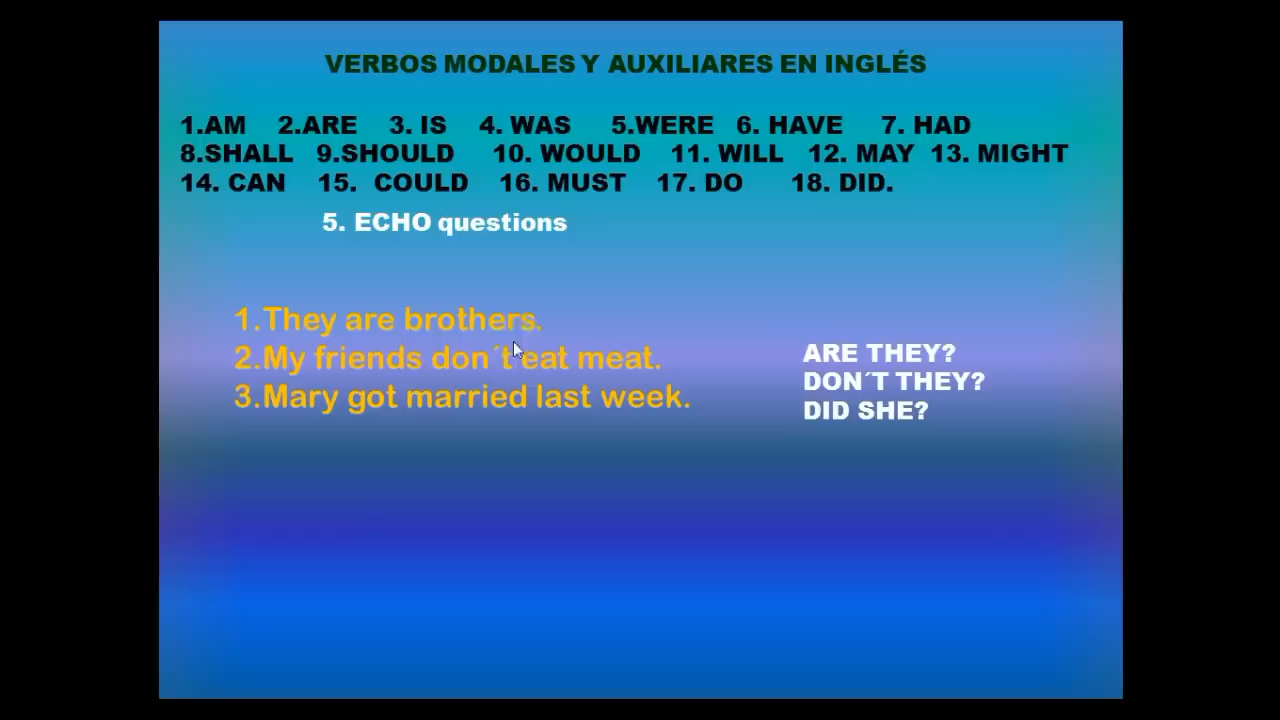 VERBOS MODALES Y AUXILIARES EN INGLÉS
1.AM 2.ARE 3. IS 4. WAS 5.WERE 6. HAVE 7. HAD
8.SHALL 9.SHOULD 10. WOULD 11. WILL 12. MAY 13. MIGHT
14. CAN 15. COULD 16. MUST 17. DO 18. DID.
5. ECHO questions
1.They are brothers.
2.My friends don´t eat meat.
3.Mary got married last week.
ARE THEY?
DON´T THEY?
DID SHE?